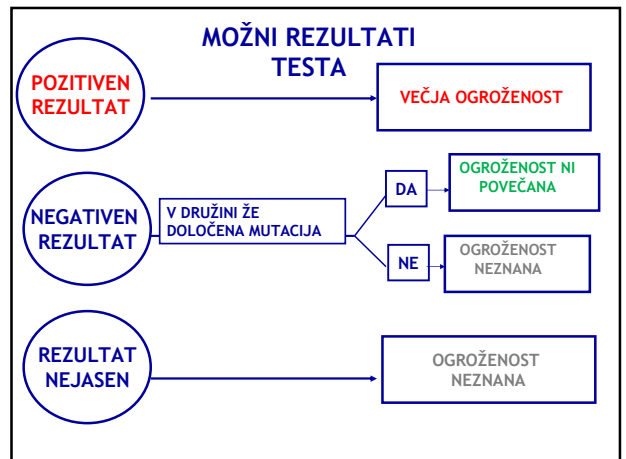 MOŽNI REZULTATI
TESTA
POZITIVEN
REZULTAT
VEČJA OGROŽENOST
NEGATIVEN
REZULTAT
V DRUŽINI ŽE
DOLOČENA MUTACIJA
DA
OGROŽENOST NI
POVEČANA
NE
OGROŽENOST
NEZNANA
REZULTAT
NEJASEN
OGROŽENOST
NEZNANA